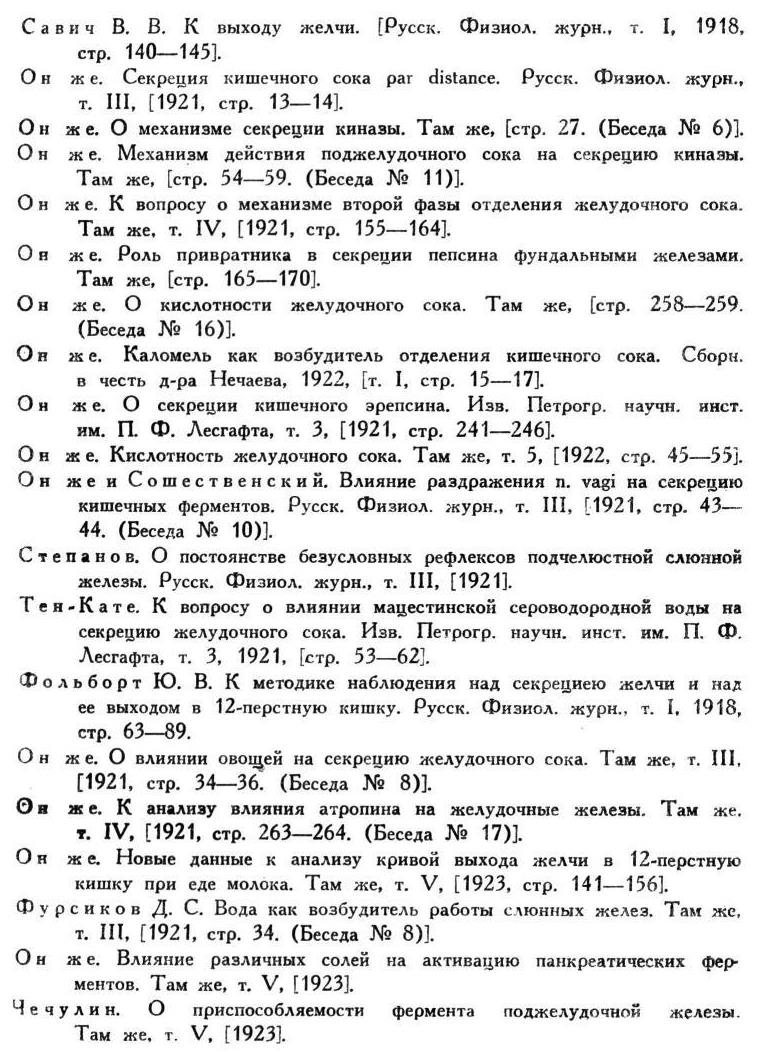 Савич В. В. К выходу желчи. [Русск. Физиол. журн., т. I, 1918,
стр. 140—145].
Он же. Секреция кишечного сока par distance. Русск. Физиол. журн.,
т. III, [1921, стр. 13—14].
Он же. О механизме секреции киназы. Там же, [стр. 27. (Беседа № 6)].
Он же. Механизм действия поджелудочного сока на секрецию киназы.
Там же, [стр. 54—59. (Беседа № 11)].
Он же. К вопросу о механизме второй фазы отделения желудочного сока.
Там же, т. IV, [1921, стр. 155—164].
Он же. Роль привратника в секреции пепсина фундальными железами.
Там же, [стр. 165—170].
Он же. О кислотности желудочного сока. Там же, [стр. 258—259.
(Беседа № 16)].
Он же. Каломель как возбудитель отделения кишечного сока. Сборн.
в честь д-ра Нечаева, 1922, [т. I, стр. 15—17].
Он же. О секреции кишечного эрепсина. Изв. Петрогр. научн. инст.
им. П. Ф. Лесгафта, т. 3, [1921, стр. 241—246].
Он же. Кислотность желудочного сока. Там же, т. 5, [1922, стр. 45—55].
Он же и Сошественский. Влияние раздражения n. vagi на секрецию
кишечных ферментов. Русск. Физиол. журн., т. III, [1921, стр. 43—
44. (Беседа № 10)].
Степанов. О постоянстве безусловных рефлексов подчелюстной слюнной
железы. Русск. Физиол. журн., т. III, [1921].
Тен-Кате. К вопросу о влиянии мацестинской сероводородной воды на
секрецию желудочного сока. Изв. Петрогр. научн. инст. им. П. Ф.
Лесгафта, т. 3, 1921, [стр. 53—62].
Фольборт Ю. В. К методике наблюдения над секрециею желчи и над
ее выходом в 12-перстную кишку. Русск. Физиол. журн., т. I, 1918,
стр. 63—89.
Он же. О влиянии овощей на секрецию желудочного сока. Там же, т. III,
[1921, стр. 34—36. (Беседа № 8)].
Он же. К анализу влияния атропина на желудочные железы. Там же,
т. IV, [1921, стр. 263—264. (Беседа № 17)].
Он же. Новые данные к анализу кривой выхода желчи в 12-перстную
кишку при еде молока. Там же, т. V, [1923, стр. 141—156].
Фурсиков Д. С. Вода как возбудитель работы слюнных желез. Там же,
т. III, [1921, стр. 34. (Беседа № 8)].
Он же. Влияние различных солей на активацию панкреатических фер-
ментов. Там же, т. V, [1923].
Чечулин. О приспособляемости фермента поджелудочной железы.
Там же, т. V, [1923].